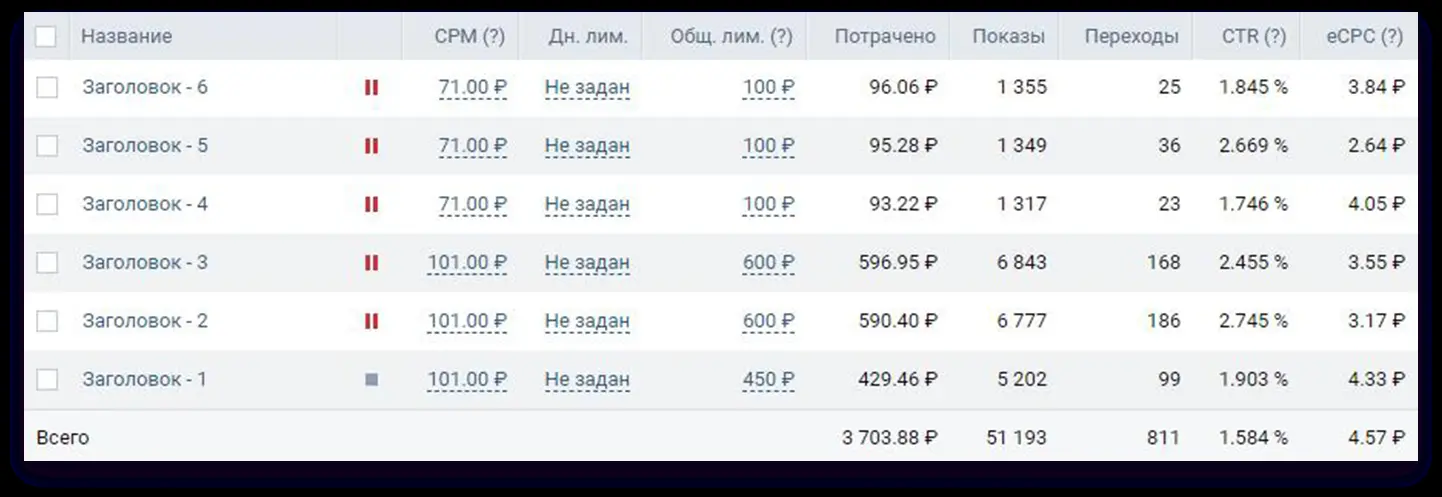 Название CPM (?) Дн. лим. Общ. лим. (?) Потрачено Показы Переходы CTR (?) eCPC (?)
Заголовок - 6 71.00 ₽ Не задан 100 ₽ 96.06 ₽ 1 355 25 1.845 % 3.84 ₽
Заголовок - 5 71.00 ₽ Не задан 100 ₽ 95.28 ₽ 1 349 36 2.669 % 2.64 ₽
Заголовок - 4 71.00 ₽ Не задан 100 ₽ 93.22 ₽ 1 317 23 1.746 % 4.05 ₽
Заголовок - 3 101.00 ₽ Не задан 600 ₽ 596.95 ₽ 6 843 168 2.455 % 3.55 ₽
Заголовок - 2 101.00 ₽ Не задан 600 ₽ 590.40 ₽ 6 777 186 2.745 % 3.17 ₽
Заголовок - 1 101.00 ₽ Не задан 450 ₽ 429.46 ₽ 5 202 99 1.903 % 4.33 ₽
Всего 3 703.88 ₽ 51 193 811 1.584 % 4.57 ₽